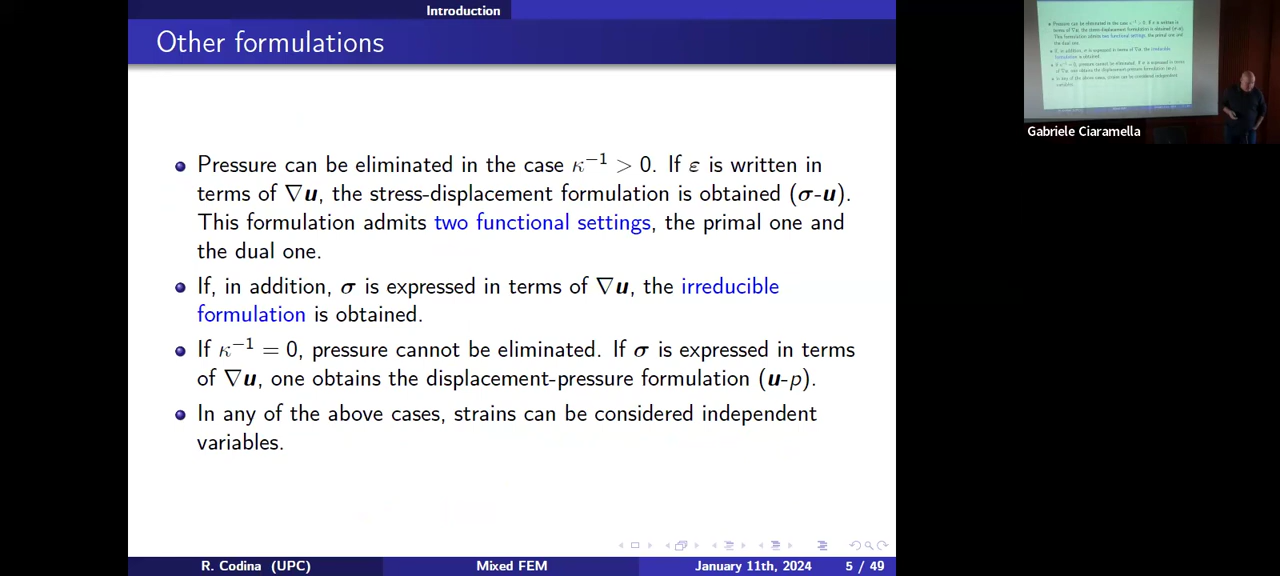 Introduction
Other formulations
Pressure can be eliminated in the case κ⁻¹ > 0. If ε is written in
terms of ∇u, the stress-displacement formulation is obtained (σ-u).
This formulation admits two functional settings, the primal one and
the dual one.
If, in addition, σ is expressed in terms of ∇u, the irreducible
formulation is obtained.
If κ⁻¹ = 0, pressure cannot be eliminated. If σ is expressed in terms
of ∇u, one obtains the displacement-pressure formulation (u-p).
In any of the above cases, strains can be considered independent
variables.
R. Codina (UPC)
Mixed FEM
January 11th, 2024
5 / 49
Gabriele Ciaramella